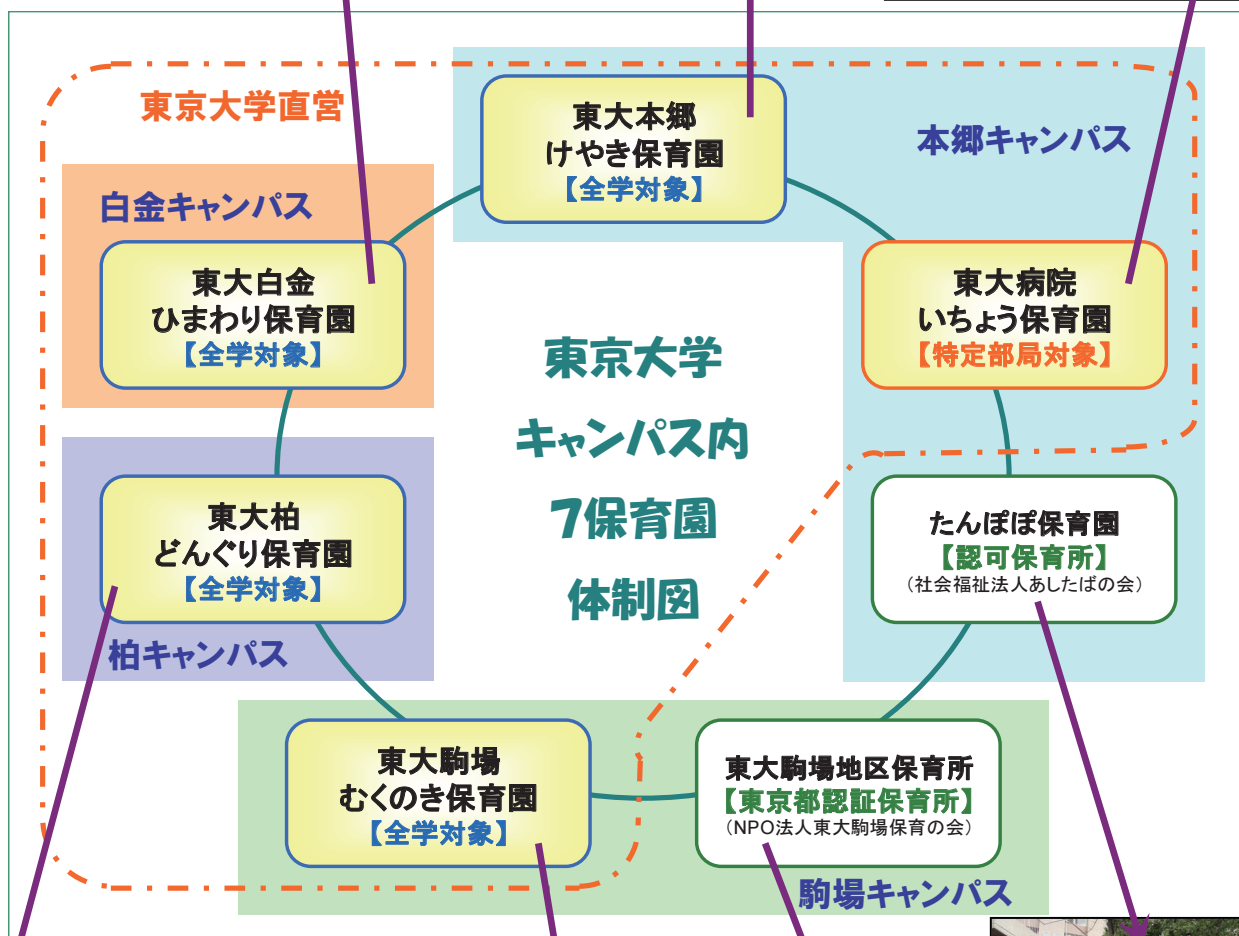 東京大学直営
東大本郷
けやき保育園
【全学対象】
本郷キャンパス
白金キャンパス
東大白金
ひまわり保育園
【全学対象】
東大病院
いちょう保育園
【特定部局対象】
東京大学
キャンパス内
7保育園
体制図
東大柏
どんぐり保育園
【全学対象】
柏キャンパス
たんぽぽ保育園
【認可保育所】
（社会福祉法人あしたばの会）
東大駒場
むくのき保育園
【全学対象】
東大駒場地区保育所
【東京都認証保育所】
（NPO法人東大駒場保育の会）
駒場キャンパス